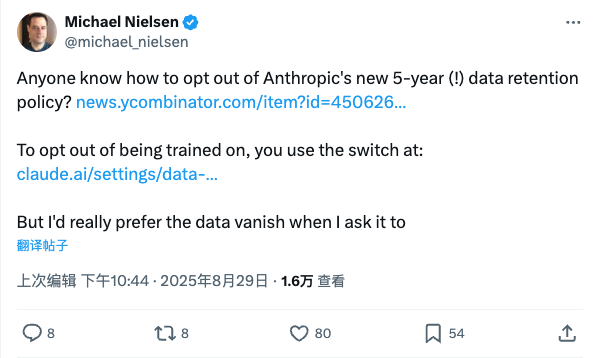 Michael Nielsen
@michael_nielsen
Anyone know how to opt out of Anthropic's new 5-year (!) data retention
policy? news.ycombinator.com/item?id=450626...
To opt out of being trained on, you use the switch at:
claude.ai/settings/data-...
But I'd really prefer the data vanish when I ask it to
翻译帖子
上次编辑 下午10:44 · 2025年8月29日 · 1.6万 查看
8 8 80 54